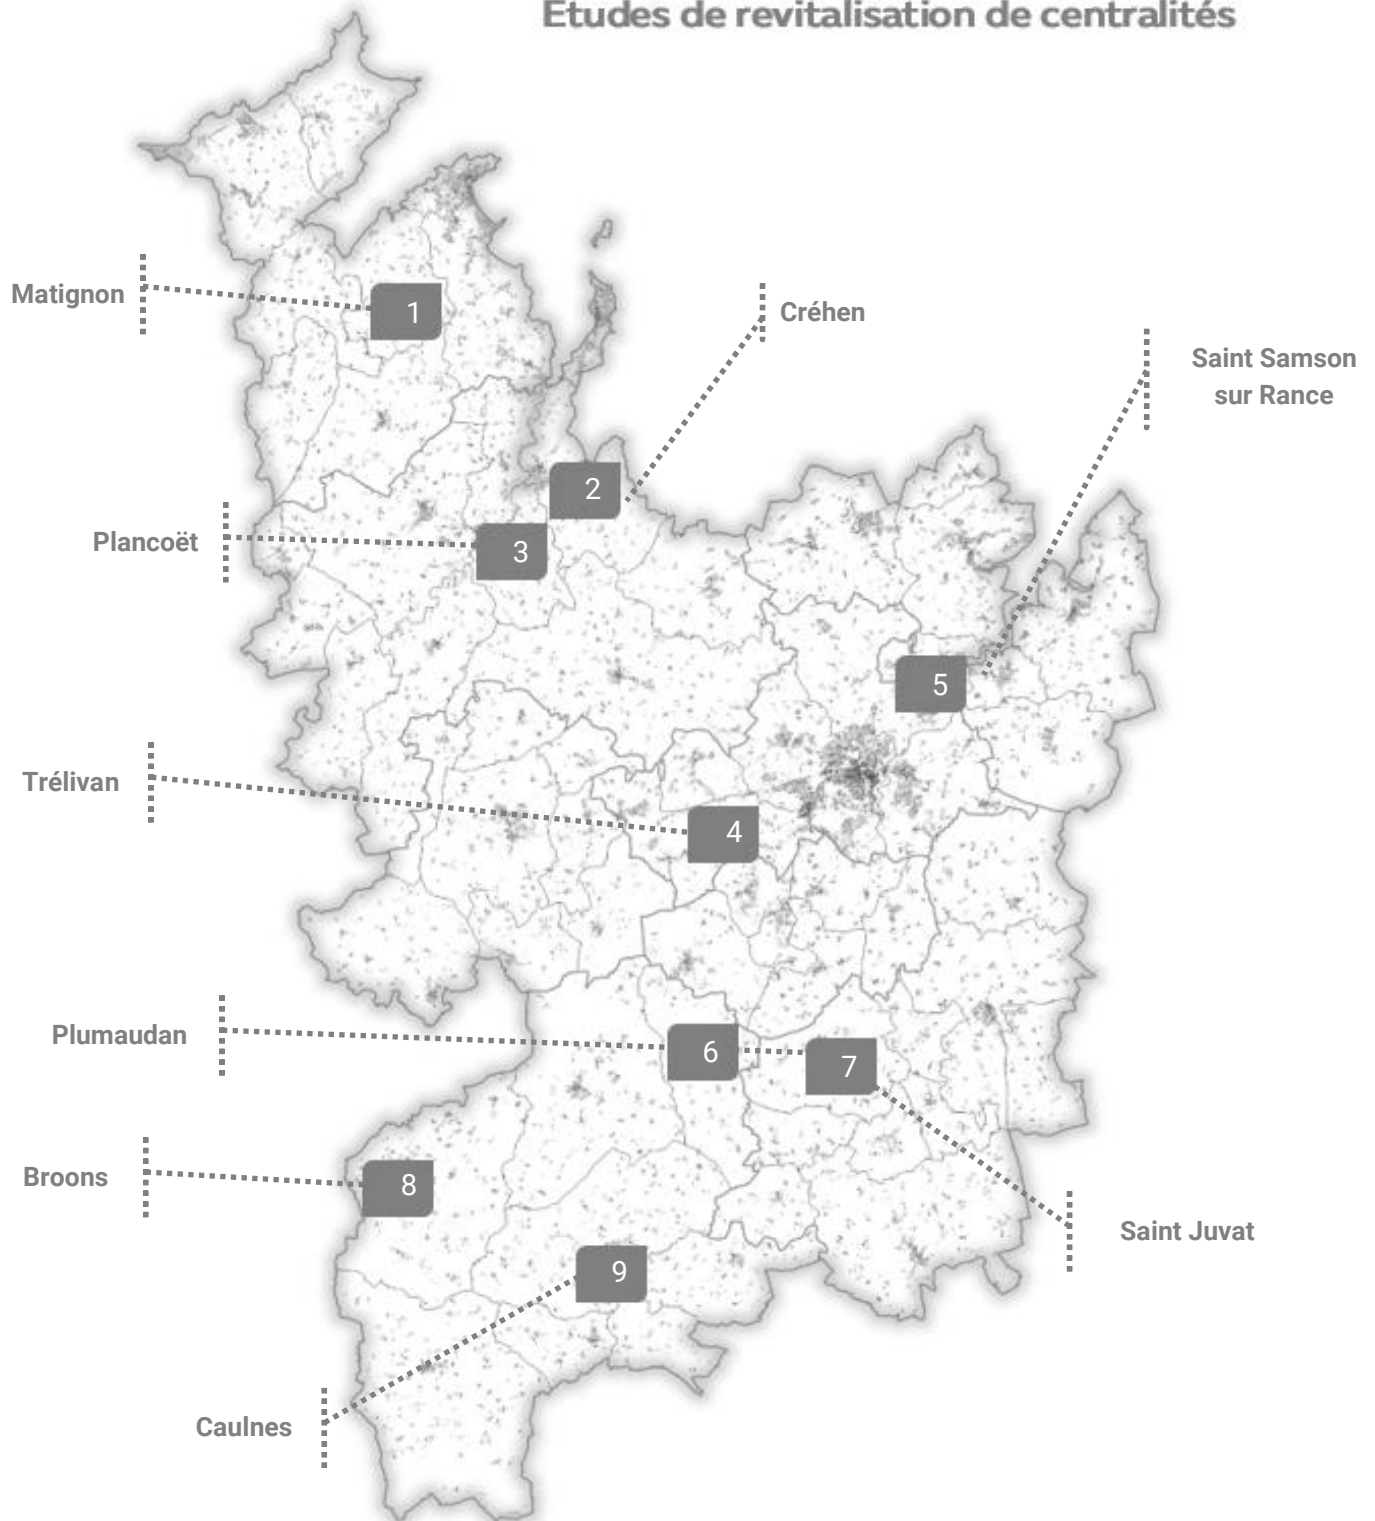 Etudes de revitalisation de centralités
Matignon
1
Créhen
Saint Samson
sur Rance
2
Plancoët
3
5
Trélivan
4
Plumaudan
6
7
Broons
8
Saint Juvat
9
Caulnes